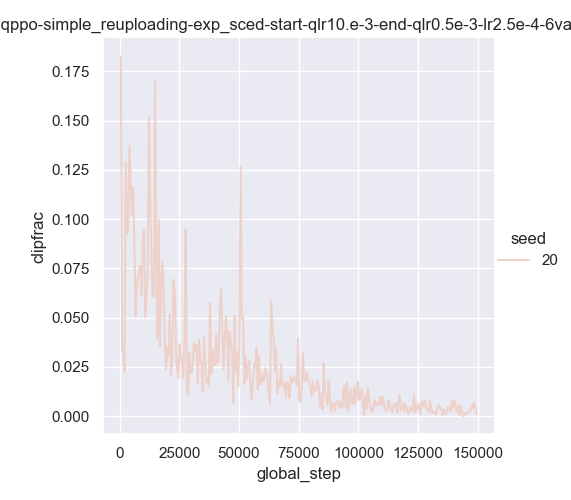 qppo-simple_reuploading-exp_sced-start-qlr10.e-3-end-qlr0.5e-3-lr2.5e-4-6va
0.175
0.150
0.125
0.100
0.075
0.050
0.025
0.000
clipfrac
0 25000 50000 75000 100000 125000 150000
global_step
seed
20